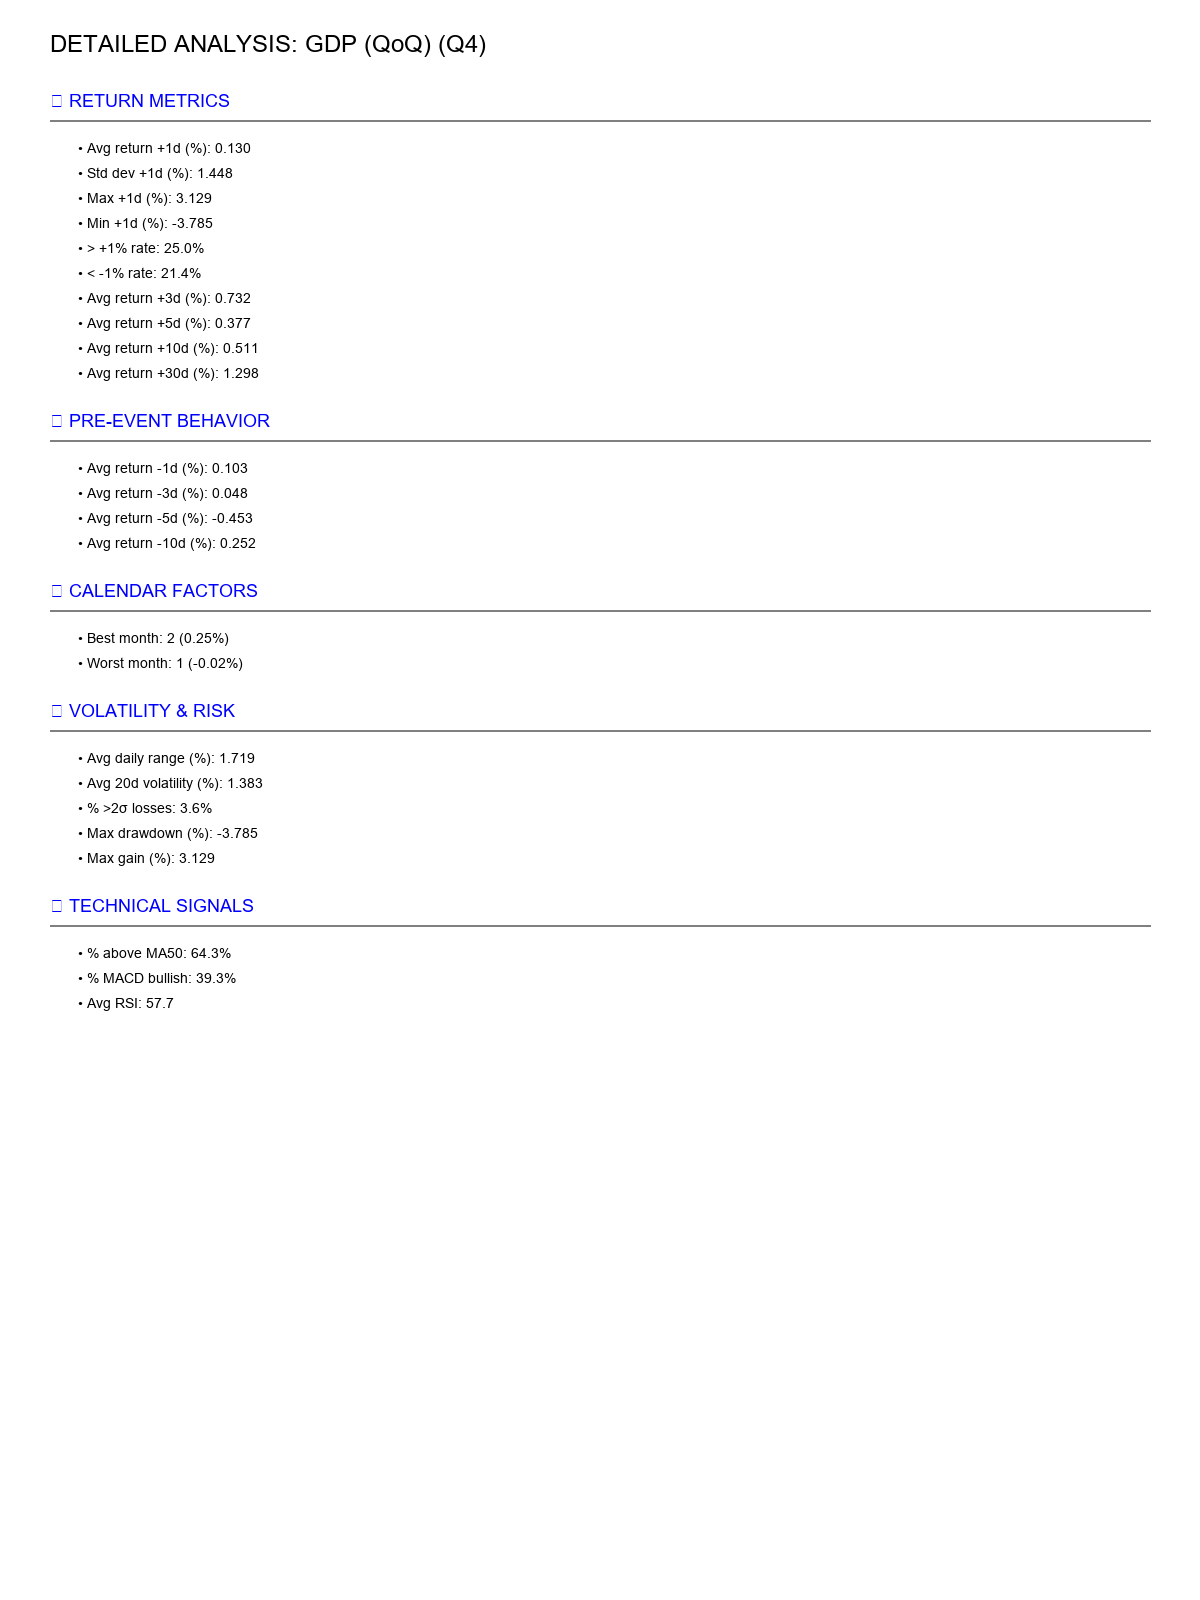 DETAILED ANALYSIS: GDP (QoQ) (Q4)
RETURN METRICS
• Avg return +1d (%): 0.130
• Std dev +1d (%): 1.448
• Max +1d (%): 3.129
• Min +1d (%): -3.785
• > +1% rate: 25.0%
• < -1% rate: 21.4%
• Avg return +3d (%): 0.732
• Avg return +5d (%): 0.377
• Avg return +10d (%): 0.511
• Avg return +30d (%): 1.298
PRE-EVENT BEHAVIOR
• Avg return -1d (%): 0.103
• Avg return -3d (%): 0.048
• Avg return -5d (%): -0.453
• Avg return -10d (%): 0.252
CALENDAR FACTORS
• Best month: 2 (0.25%)
• Worst month: 1 (-0.02%)
VOLATILITY & RISK
• Avg daily range (%): 1.719
• Avg 20d volatility (%): 1.383
• % >2σ losses: 3.6%
• Max drawdown (%): -3.785
• Max gain (%): 3.129
TECHNICAL SIGNALS
• % above MA50: 64.3%
• % MACD bullish: 39.3%
• Avg RSI: 57.7